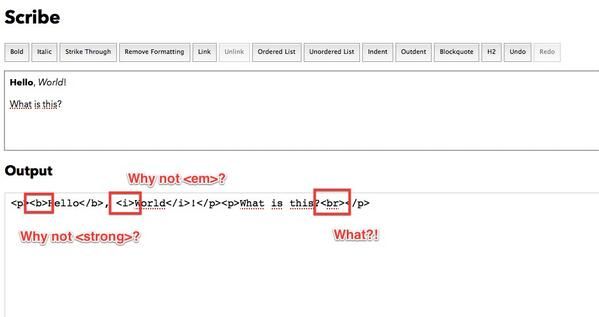 Scribe
Bold Italic Strike Through Remove Formatting Link Unlink Ordered List Unordered List Indent Outdent Blockquote H2 Undo Redo
Hello, World!
What is this?
Output
Why not <em>?
<p><b>Hello</b>, <i>World</i>!</p><p>What is this?<br></p>
Why not <strong>?
What?!